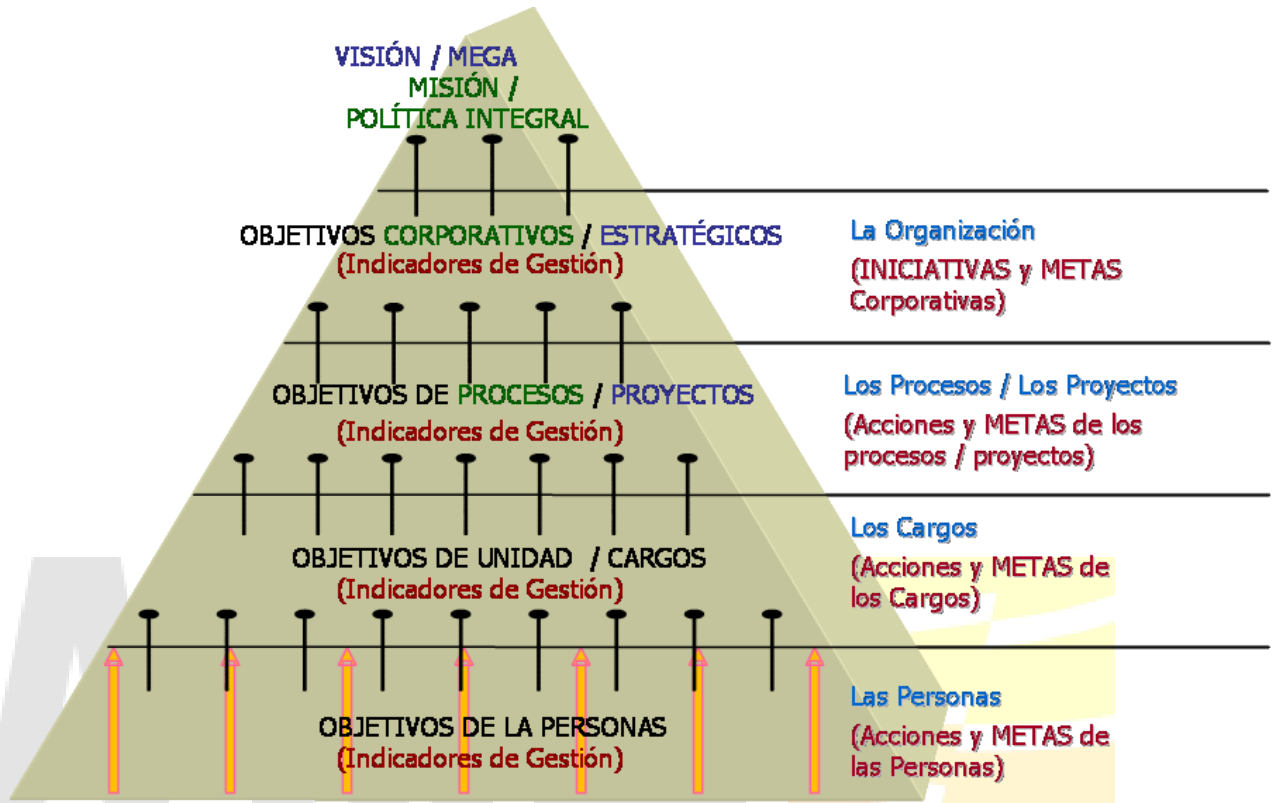 VISIÓN / MEGA
MISIÓN /
POLÍTICA INTEGRAL
OBJETIVOS CORPORATIVOS / ESTRATÉGICOS
(Indicadores de Gestión)
La Organización
(INICIATIVAS y METAS
Corporativas)
OBJETIVOS DE PROCESOS / PROYECTOS
(Indicadores de Gestión)
Los Procesos / Los Proyectos
(Acciones y METAS de los
procesos / proyectos)
OBJETIVOS DE UNIDAD / CARGOS
(Indicadores de Gestión)
Los Cargos
(Acciones y METAS de
los Cargos)
OBJETIVOS DE LA PERSONAS
(Indicadores de Gestión)
Las Personas
(Acciones y METAS de
las Personas)